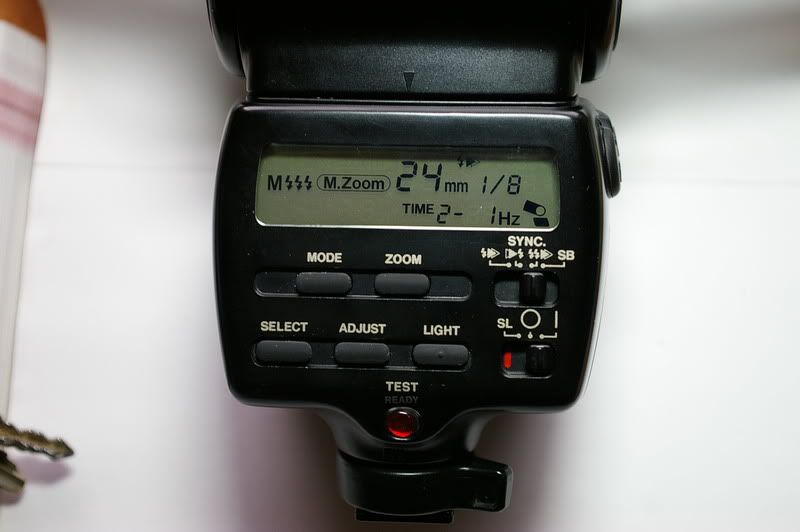 M M.Zoom 24mm 1/8
TIME 2- 1Hz
SYNC.
SB
MODE ZOOM
SL O I
SELECT ADJUST LIGHT
TEST
READY